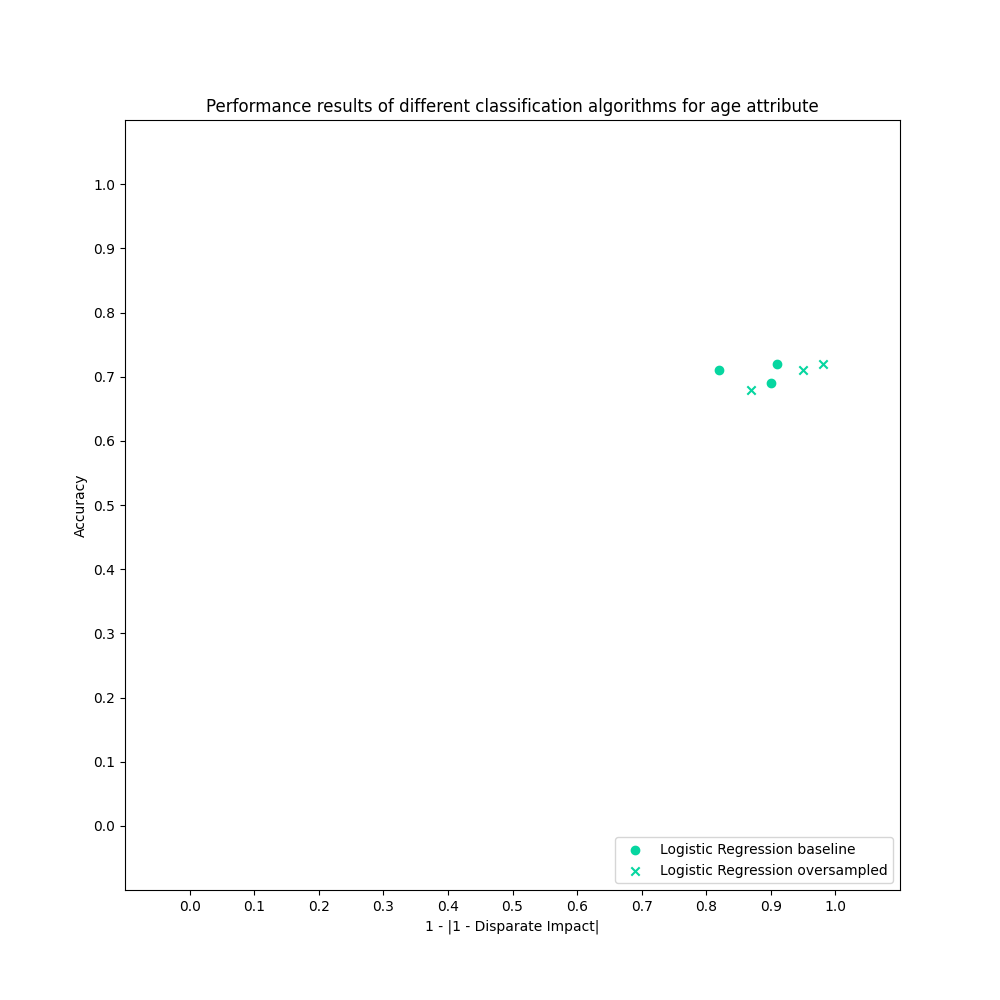 Performance results of different classification algorithms for age attribute
Accuracy
1.0
0.9
0.8
0.7
0.6
0.5
0.4
0.3
0.2
0.1
0.0
Logistic Regression baseline
Logistic Regression oversampled
0.0 0.1 0.2 0.3 0.4 0.5 0.6 0.7 0.8 0.9 1.0
1 - |1 - Disparate Impact|